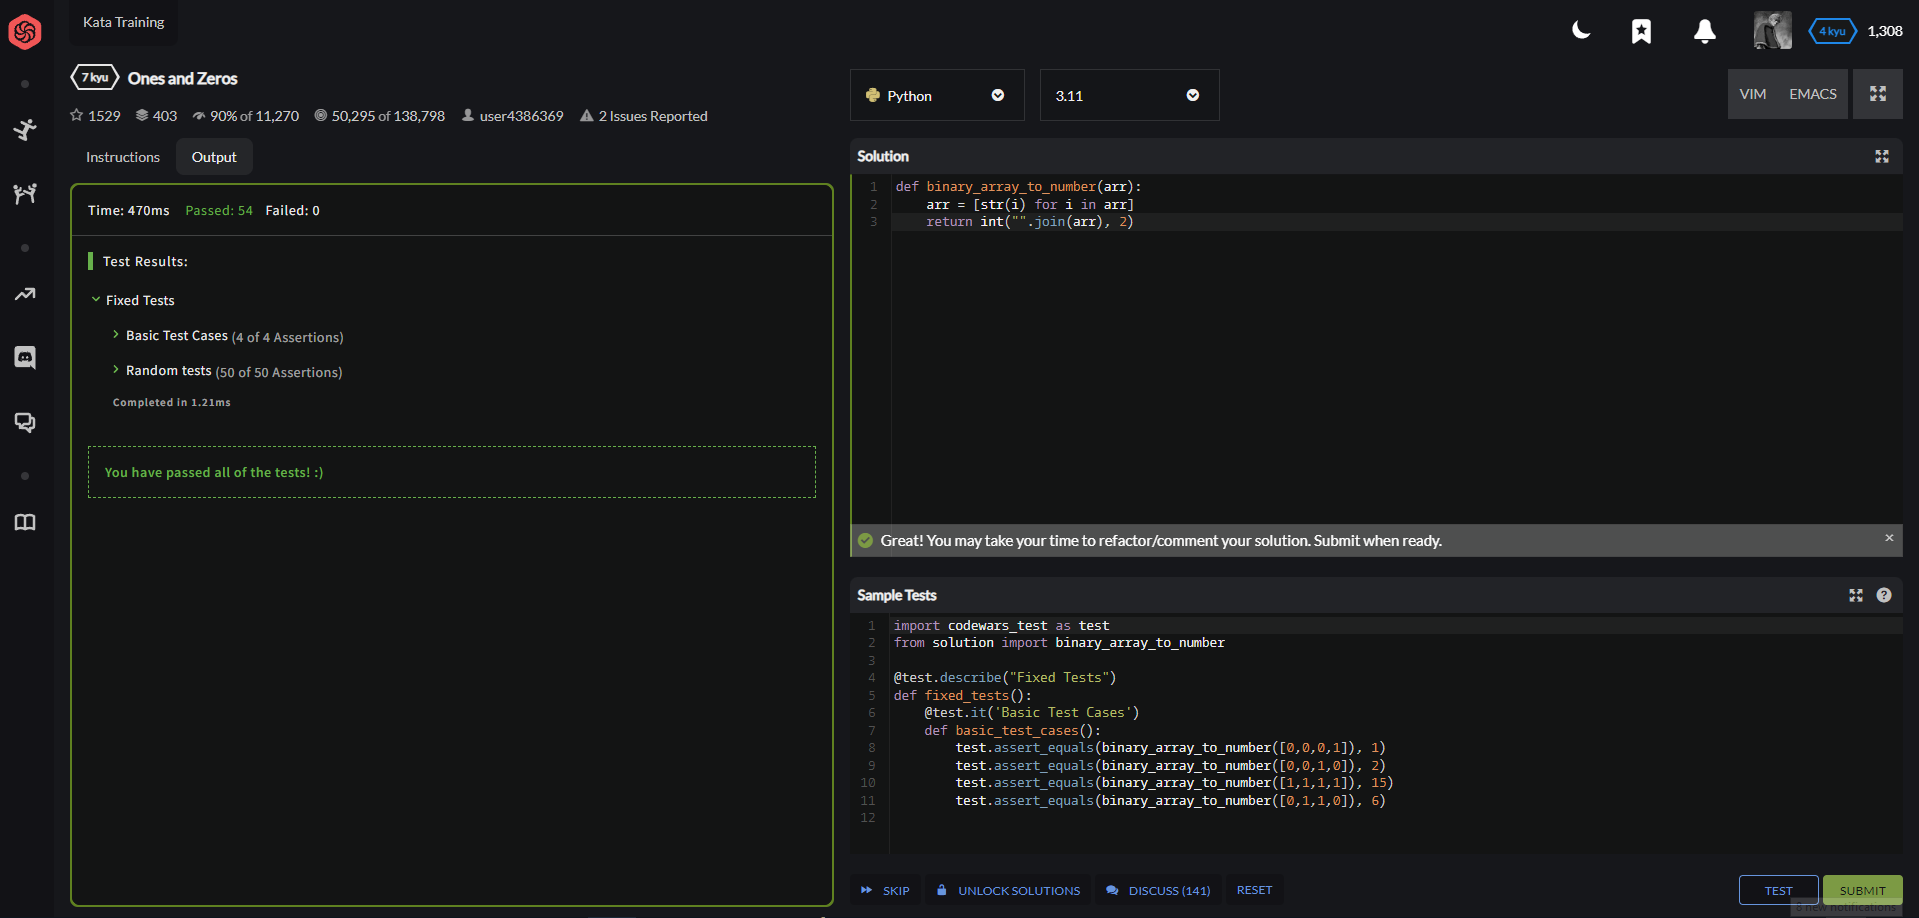 Kata Training
4 kyu
1,308
7 kyu
Ones and Zeros
1529
403
90% of 11,270
50,295 of 138,798
user4386369
2 Issues Reported
Instructions
Output
Time: 470ms Passed: 54 Failed: 0
Test Results:
Fixed Tests
Basic Test Cases (4 of 4 Assertions)
Random tests (50 of 50 Assertions)
Completed in 1.21ms
You have passed all of the tests! :)
Python
3.11
VIM
EMACS
Solution
1 def binary_array_to_number(arr):
2     arr = [str(i) for i in arr]
3     return int("".join(arr), 2)
Great! You may take your time to refactor/comment your solution. Submit when ready.
×
Sample Tests
?
1 import codewars_test as test
2 from solution import binary_array_to_number
3
4 @test.describe("Fixed Tests")
5 def fixed_tests():
6     @test.it('Basic Test Cases')
7     def basic_test_cases():
8         test.assert_equals(binary_array_to_number([0,0,0,1]), 1)
9         test.assert_equals(binary_array_to_number([0,0,1,0]), 2)
10         test.assert_equals(binary_array_to_number([1,1,1,1]), 15)
11         test.assert_equals(binary_array_to_number([0,1,1,0]), 6)
12
SKIP
UNLOCK SOLUTIONS
DISCUSS (141)
RESET
TEST
SUBMIT
new notifications